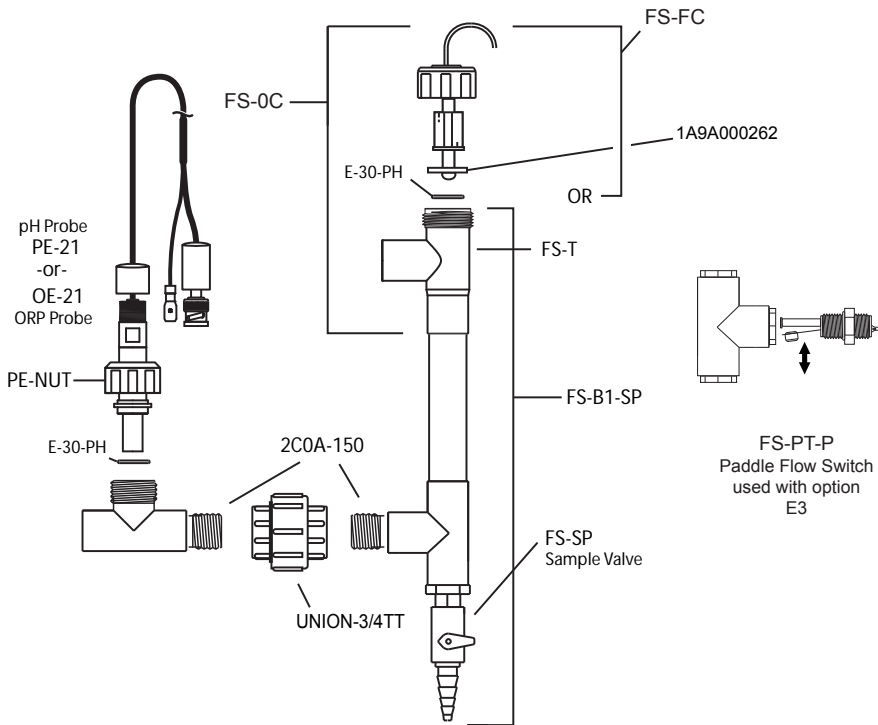 FS-FC
FS-0C
1A9A000262
E-30-PH
OR
pH Probe
PE-21
-or-
OE-21
ORP Probe
FS-T
PE-NUT
FS-B1-SP
E-30-PH
2C0A-150
FS-PT-P
Paddle Flow Switch
used with option
E3
FS-SP
Sample Valve
UNION-3/4TT